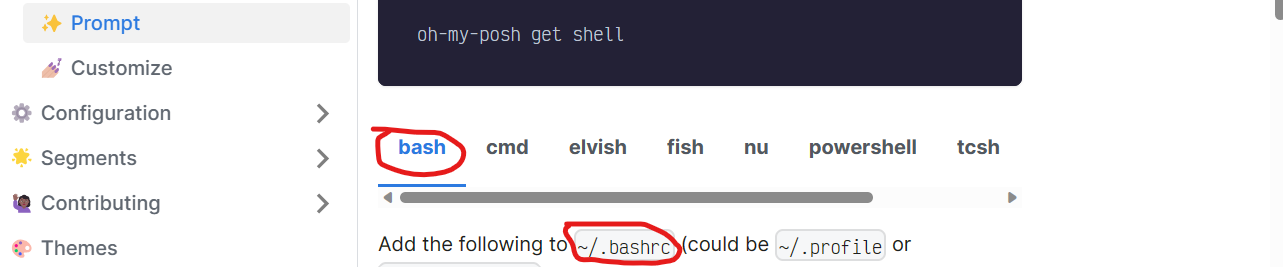 Prompt
Customize
Configuration
Segments
Contributing
Themes
oh-my-posh get shell
bash cmd elvish fish nu powershell tcsh
Add the following to ~/.bashrc (could be ~/.profile or